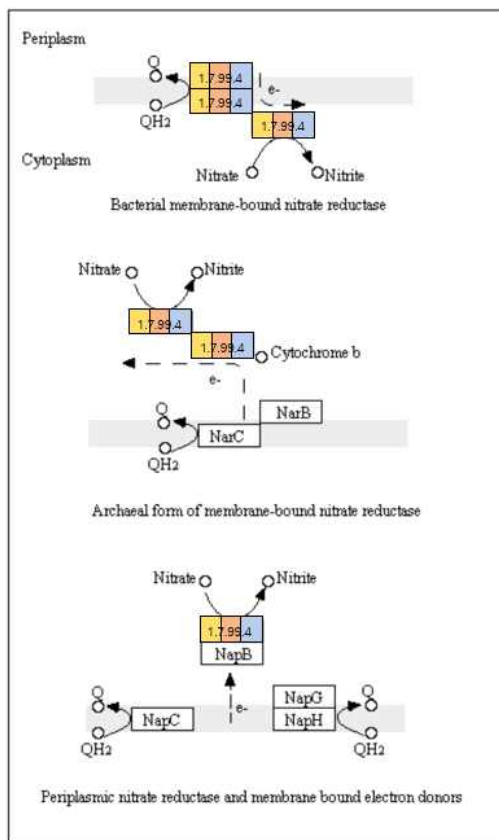 Periplasm
Q
1.7.99.4
e-
1.7.99.4
QH2
1.7.99.4
Cytoplasm
Nitrate
Nitrite
Bacterial membrane-bound nitrate reductase
Nitrate
Nitrite
1.7.99.4
1.7.99.4
Cytochrome b
e-
Q
NarB
NarC
QH2
Archaeal form of membrane-bound nitrate reductase
Nitrate
Nitrite
1.7.99.4
NapB
Q
NapG
Q
e-
NapC
NapH
QH2
QH2
Periplasmic nitrate reductase and membrane bound electron donors